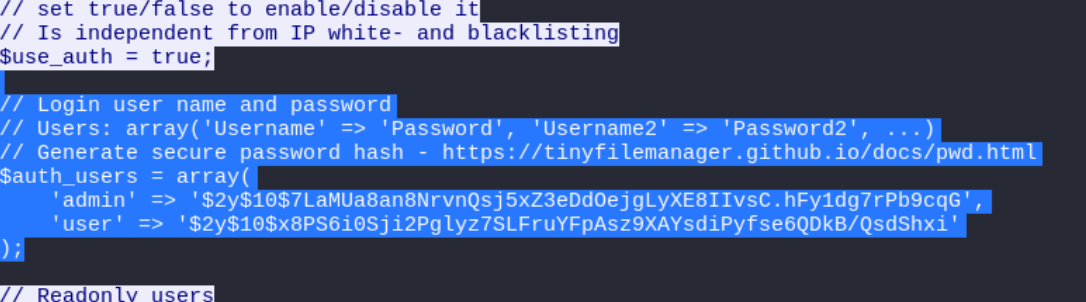 // set true/false to enable/disable it
// Is independent from IP white- and blacklisting
$use_auth = true;
// Login user name and password
// Users: array('Username' => 'Password', 'Username2' => 'Password2', ...)
// Generate secure password hash - https://tinyfilemanager.github.io/docs/pwd.html
$auth_users = array(
    'admin' => '$2y$10$7LaMUa8an8NrvnQsj5xZ3eDdOejgLyXE8IIvsC.hFy1dg7rPb9cqG',
    'user' => '$2y$10$x8PS6i0Sji2Pglyz7SLFruYFpAsz9XAYsdiPyfse6QDkB/QsdShxi'
);
// Readonly users